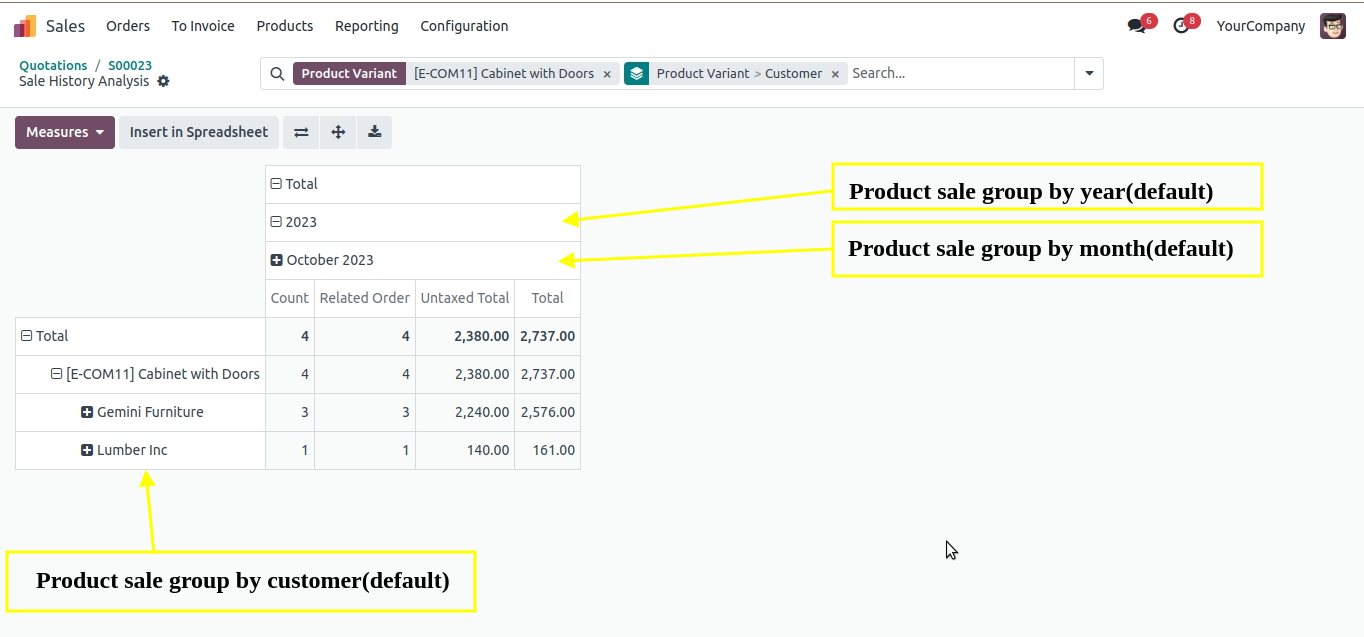 Sales Orders To Invoice Products Reporting Configuration 6 8 YourCompany
Quotations / S00023
Sale History Analysis
Product Variant [E-COM11] Cabinet with Doors × Product Variant > Customer × Search...
Measures Insert in Spreadsheet
Total
2023
October 2023
Count Related Order Untaxed Total Total
Total 4 4 2,380.00 2,737.00
[E-COM11] Cabinet with Doors 4 4 2,380.00 2,737.00
Gemini Furniture 3 3 2,240.00 2,576.00
Lumber Inc 1 1 140.00 161.00
Product sale group by year(default)
Product sale group by month(default)
Product sale group by customer(default)